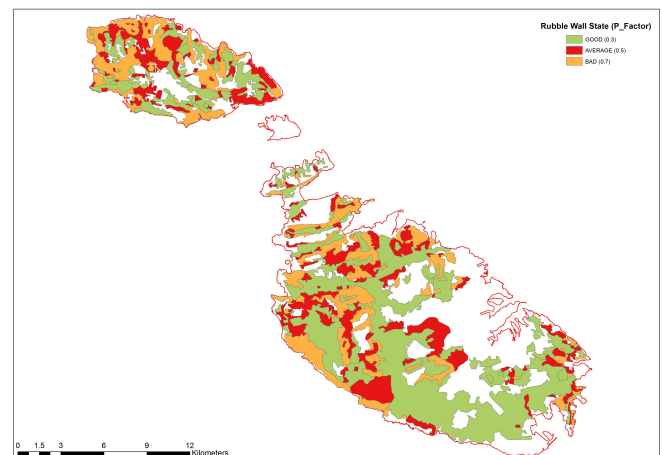 Rubble Wall State (P_Factor)
GOOD (0.3)
AVERAGE (0.5)
BAD (0.7)
0 1.5 3 6 9 12
Kilometers